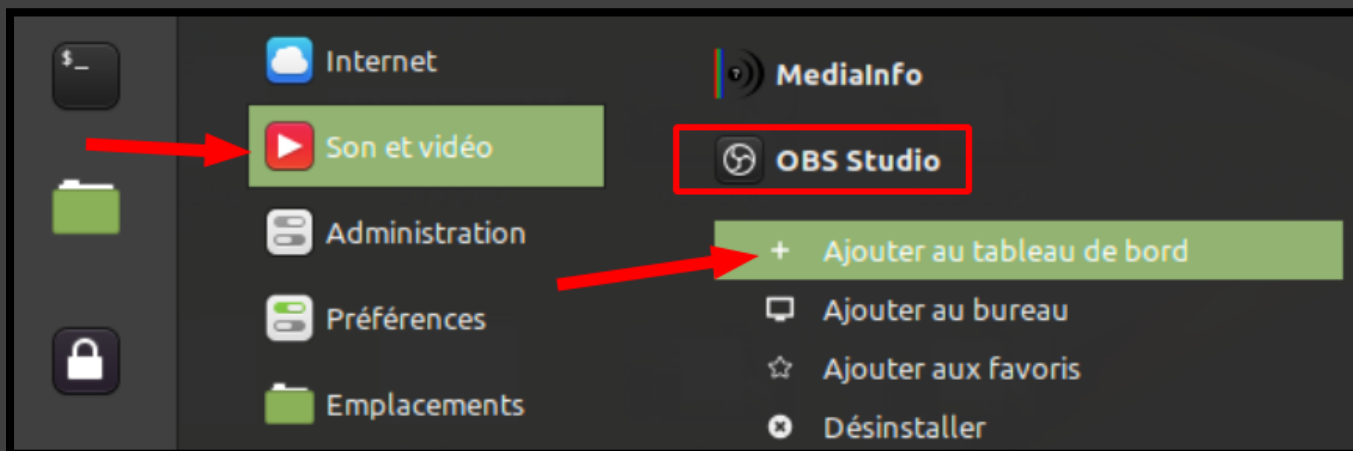 $_
Internet
Son et vidéo
Administration
Préférences
Emplacements
MediaInfo
OBS Studio
+ Ajouter au tableau de bord
Ajouter au bureau
Ajouter aux favoris
Désinstaller